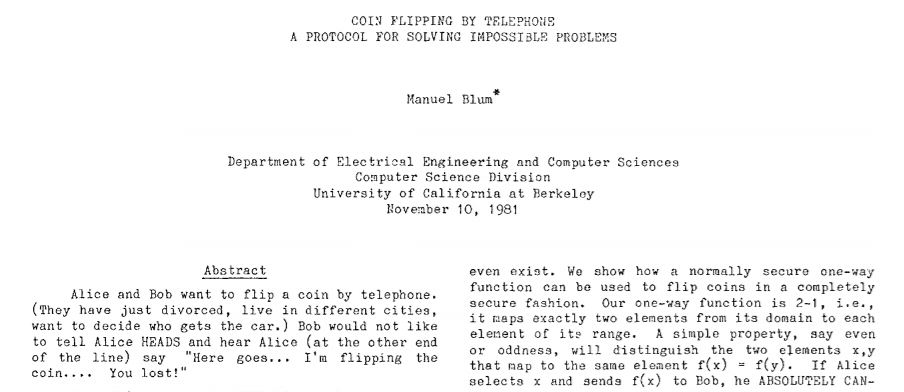 COIN FLIPPING BY TELEPHONE
A PROTOCOL FOR SOLVING IMPOSSIBLE PROBLEMS
Manuel Blum*
Department of Electrical Engineering and Computer Sciences
Computer Science Division
University of California at Berkeley
November 10, 1981
Abstract
Alice and Bob want to flip a coin by telephone.
(They have just divorced, live in different cities,
want to decide who gets the car.) Bob would not like
to tell Alice HEADS and hear Alice (at the other end
of the line) say "Here goes... I'm flipping the
coin.... You lost!"
even exist. We show how a normally secure one-way
function can be used to flip coins in a completely
secure fashion. Our one-way function is 2-1, i.e.,
it maps exactly two elements from its domain to each
element of its range. A simple property, say even
or oddness, will distinguish the two elements x,y
that map to the same element f(x) = f(y). If Alice
selects x and sends f(x) to Bob, he ABSOLUTELY CAN-